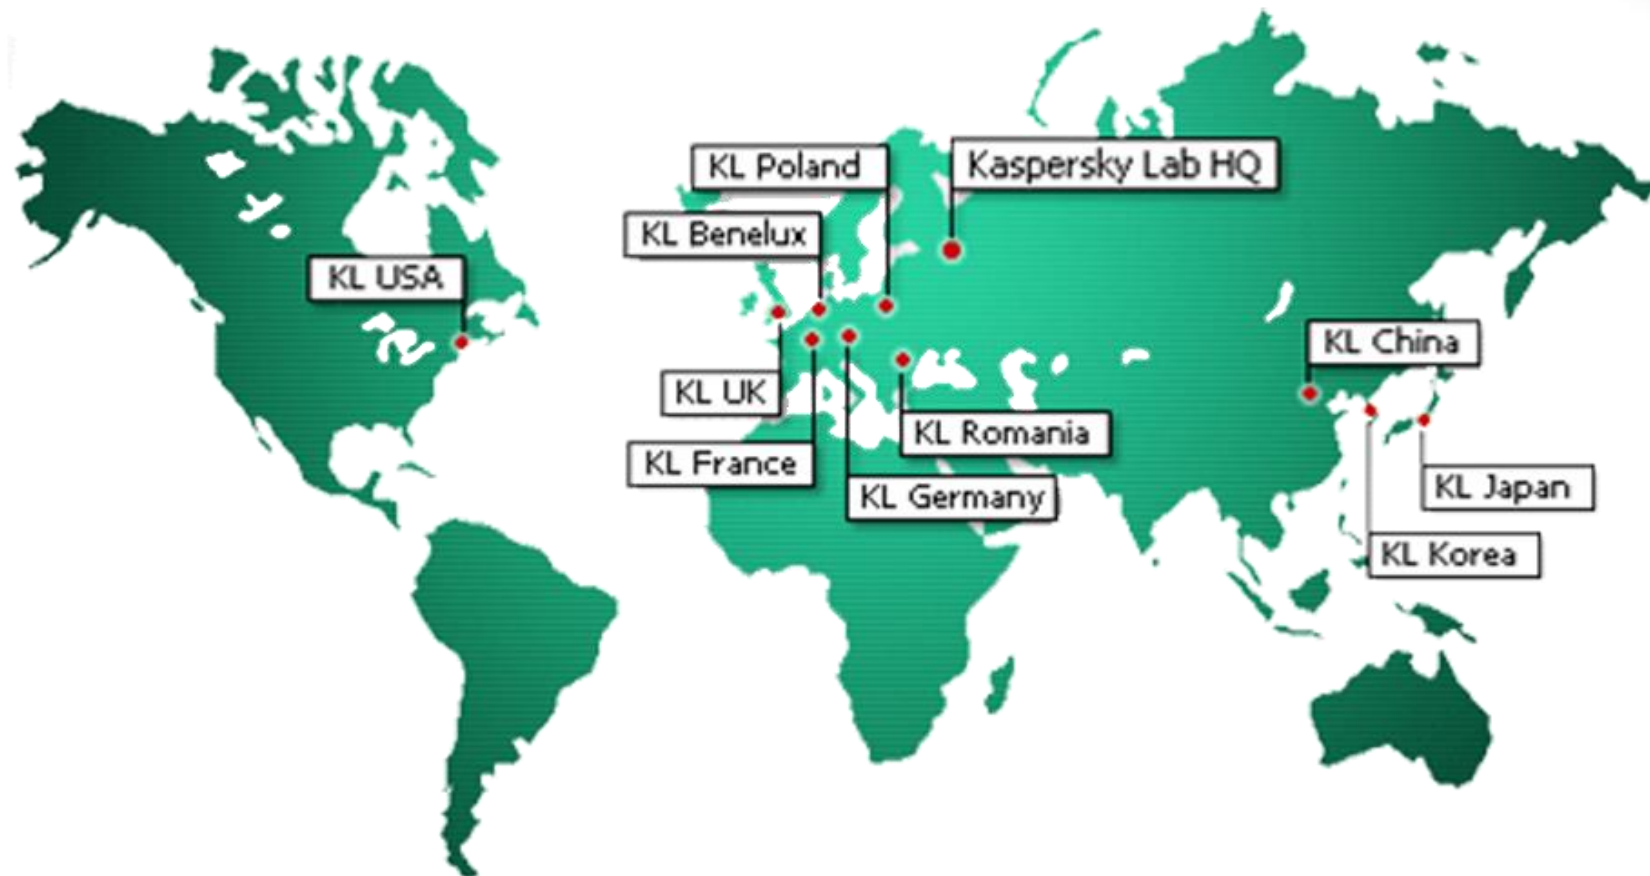 KL Poland
Kaspersky Lab HQ
KL Benelux
KL USA
KL China
KL UK
KL Romania
KL France
KL Germany
KL Japan
KL Korea